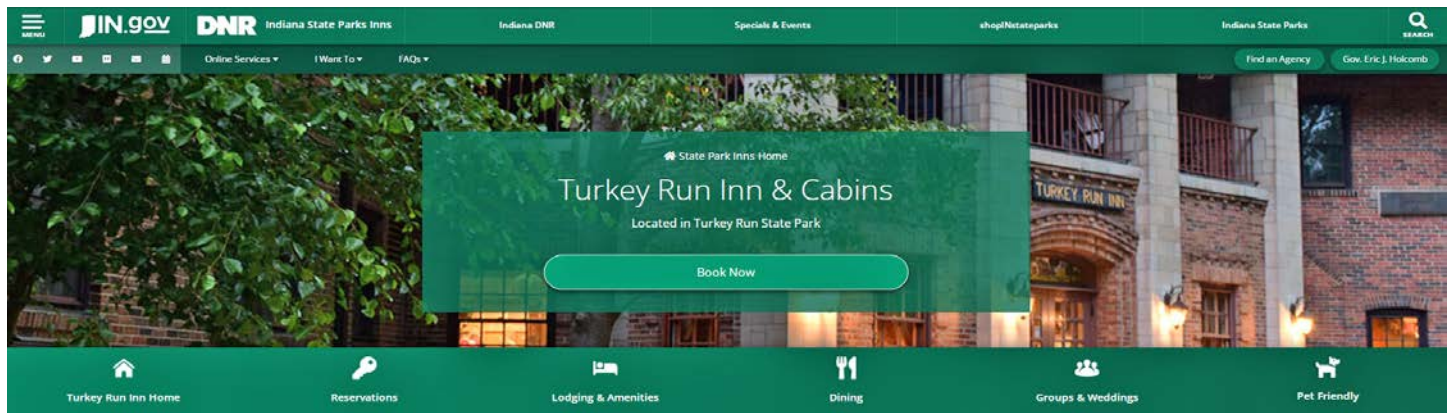 MENU
IN.gov
DNR Indiana State Parks Inns
Indiana DNR
Specials & Events
shopINstateparks
Indiana State Parks
SEARCH
Online Services
I Want To
FAQs
Find an Agency
Gov. Eric J. Holcomb
State Park Inns Home
Turkey Run Inn & Cabins
Located in Turkey Run State Park
Book Now
TURKEY RUN INN
Turkey Run Inn Home
Reservations
Lodging & Amenities
Dining
Groups & Weddings
Pet Friendly